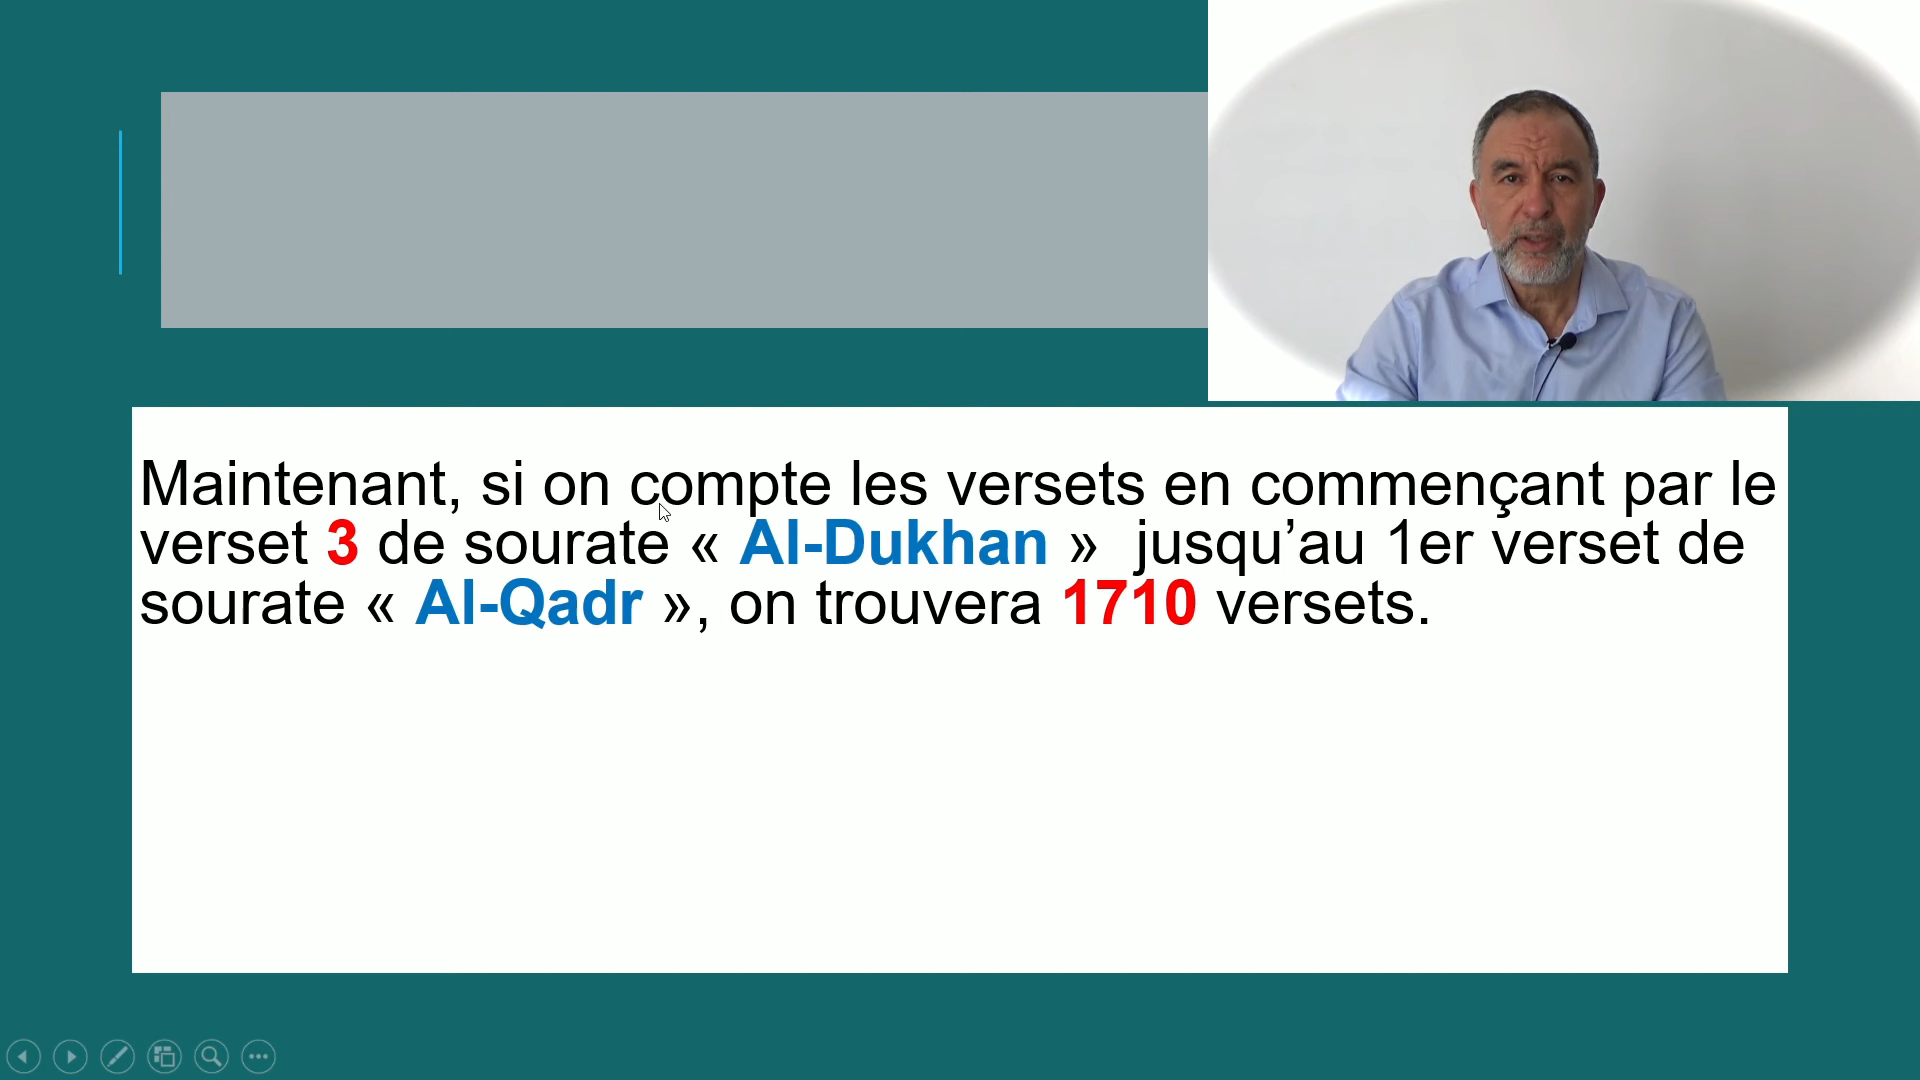 Maintenant, si on compte les versets en commençant par le
verset 3 de sourate « Al-Dukhan »  jusqu’au 1er verset de
sourate « Al-Qadr », on trouvera 1710 versets.